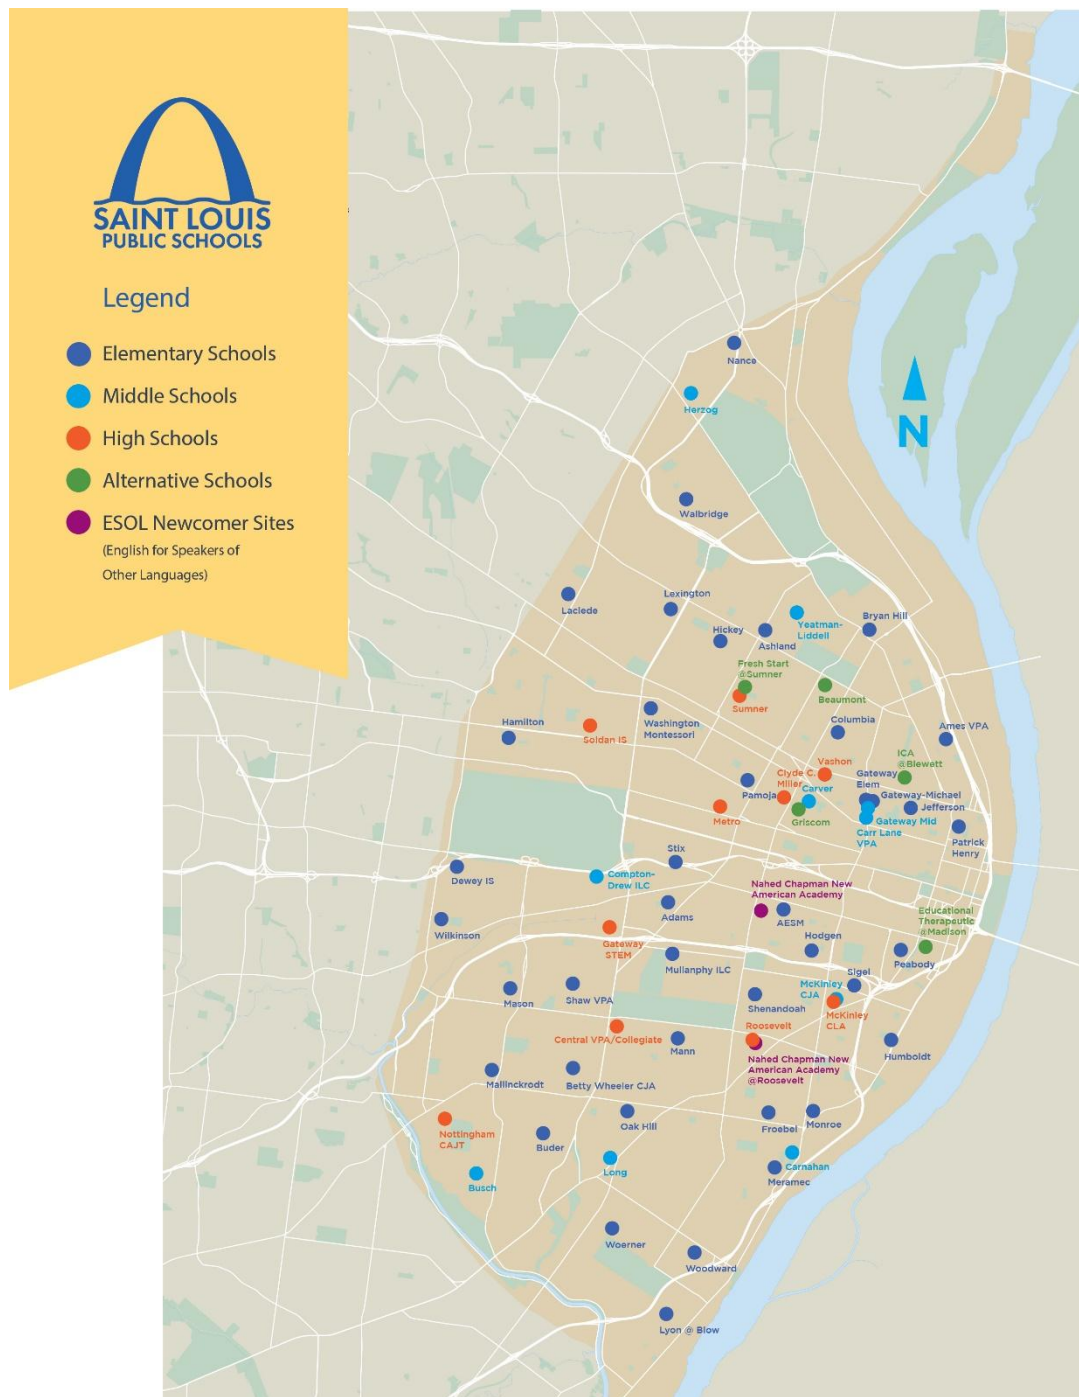 SAINT LOUIS
PUBLIC SCHOOLS
Legend
Elementary Schools
Middle Schools
High Schools
Alternative Schools
ESOL Newcomer Sites
(English for Speakers of
Other Languages)
N
Nance
Herzog
Walbridge
Laclede
Lexington
Hickey
Ashland
Yeatman-
Liddell
Bryan Hill
Fresh Start
@Sumner
Sumner
Beaumont
Hamilton
Soldan IS
Washington
Montessori
Columbia
Ames VPA
ICA
@Blewett
Vashon
Clyde C.
Miller
Carver
Pamoja
Metro
Griscom
Gateway
Elem
Gateway-Michael
Jefferson
Gateway Mid
Carr Lane
VPA
Patrick
Henry
Stix
Dewey IS
Compton-
Drew ILC
Adams
Nahed Chapman New
American Academy
AESM
Wilkinson
Gateway
STEM
Hodgen
Educational
Therapeutic
@Madison
Peabody
Mullanphy ILC
Mason
Shaw VPA
Shenandoah
McKinley
CJA
Sigel
McKinley
CLA
Central VPA/Collegiate
Mann
Roosevelt
Nahed Chapman New
American Academy
@Roosevelt
Humboldt
Mallinckrodt
Betty Wheeler CJA
Oak Hill
Froebel
Monroe
Nottingham
CAJT
Buder
Long
Carnahan
Meramec
Busch
Woerner
Woodward
Lyon @ Blow